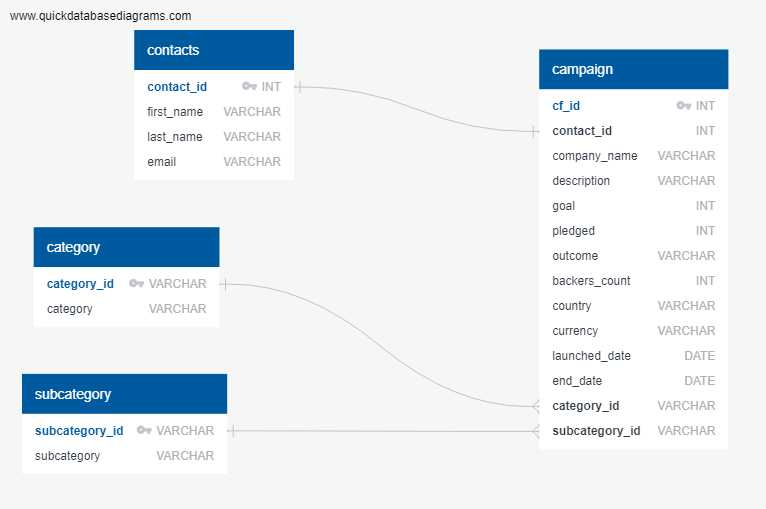 www.quickdatabasediagrams.com
contacts
contact_id INT
first_name VARCHAR
last_name VARCHAR
email VARCHAR
campaign
cf_id INT
contact_id INT
company_name VARCHAR
description VARCHAR
goal INT
pledged INT
outcome VARCHAR
backers_count INT
country VARCHAR
currency VARCHAR
launched_date DATE
end_date DATE
category_id VARCHAR
subcategory_id VARCHAR
category
category_id VARCHAR
category VARCHAR
subcategory
subcategory_id VARCHAR
subcategory VARCHAR